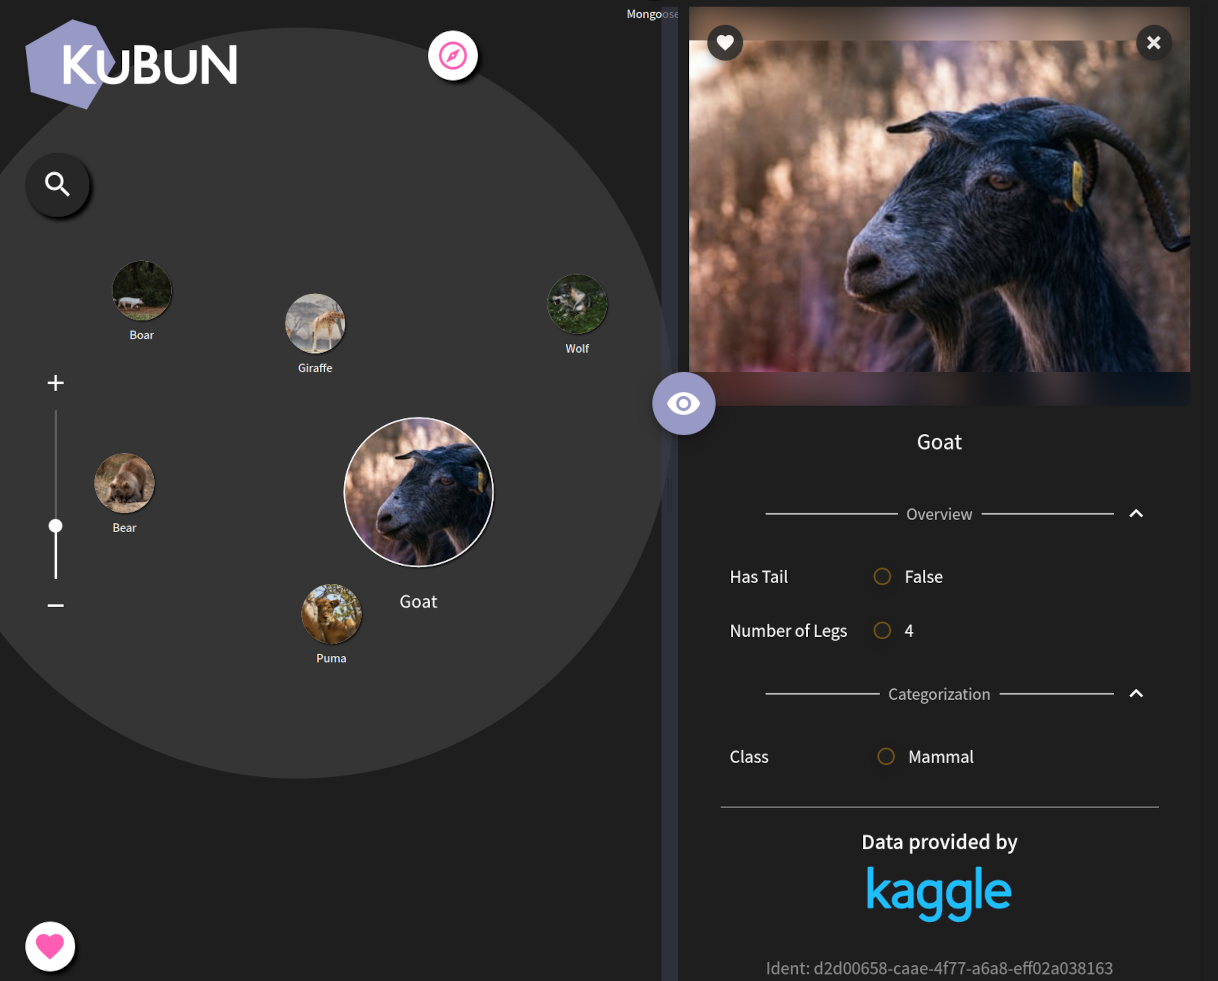 Mongoose
KUBUN
Boar
Giraffe
Wolf
Bear
Goat
Puma
Goat
Overview
Has Tail False
Number of Legs 4
Categorization
Class Mammal
Data provided by
kaggle
Ident: d2d00658-caae-4f77-a6a8-eff02a038163